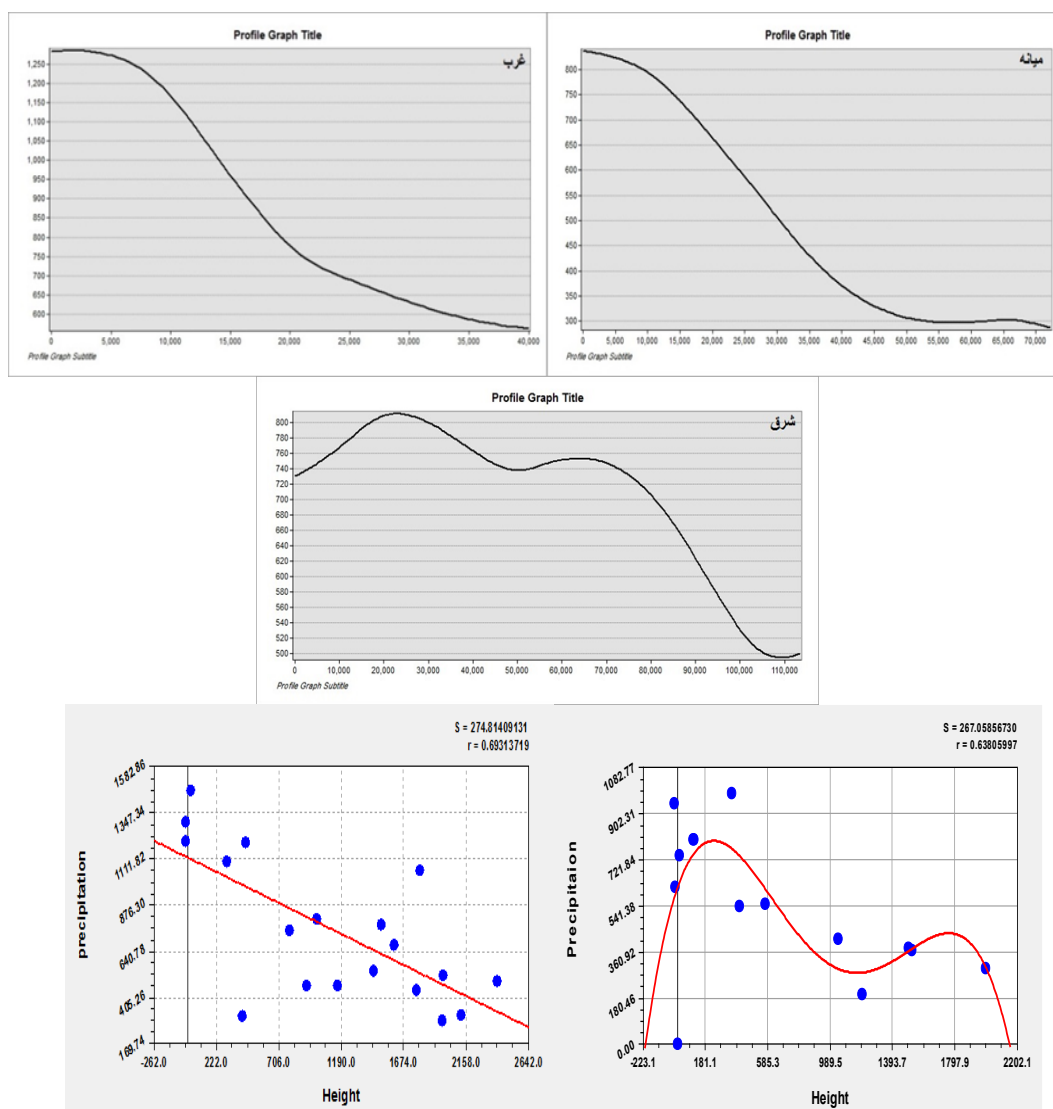 Profile Graph Title
غرب
1,250
1,200
1,150
1,100
1,050
1,000
950
900
850
800
750
700
650
600
0 5,000 10,000 15,000 20,000 25,000 30,000 35,000 40,000
Profile Graph Subtitle
Profile Graph Title
میانه
800
750
700
650
600
550
500
450
400
350
300
0 5,000 10,000 15,000 20,000 25,000 30,000 35,000 40,000 45,000 50,000 55,000 60,000 65,000 70,000
Profile Graph Subtitle
Profile Graph Title
شرق
800
780
760
740
720
700
680
660
640
620
600
580
560
540
520
500
0 10,000 20,000 30,000 40,000 50,000 60,000 70,000 80,000 90,000 100,000 110,000
Profile Graph Subtitle
S = 274.81409131
r = 0.69313719
precipitation
1582.86
1347.34
1111.82
876.30
640.78
405.26
169.74
-262.0 222.0 706.0 1190.0 1674.0 2158.0 2642.0
Height
S = 267.05856730
r = 0.63805997
Precipitaion
1082.77
902.31
721.84
541.38
360.92
180.46
0.00
-223.1 181.1 585.3 989.5 1393.7 1797.9 2202.1
Height